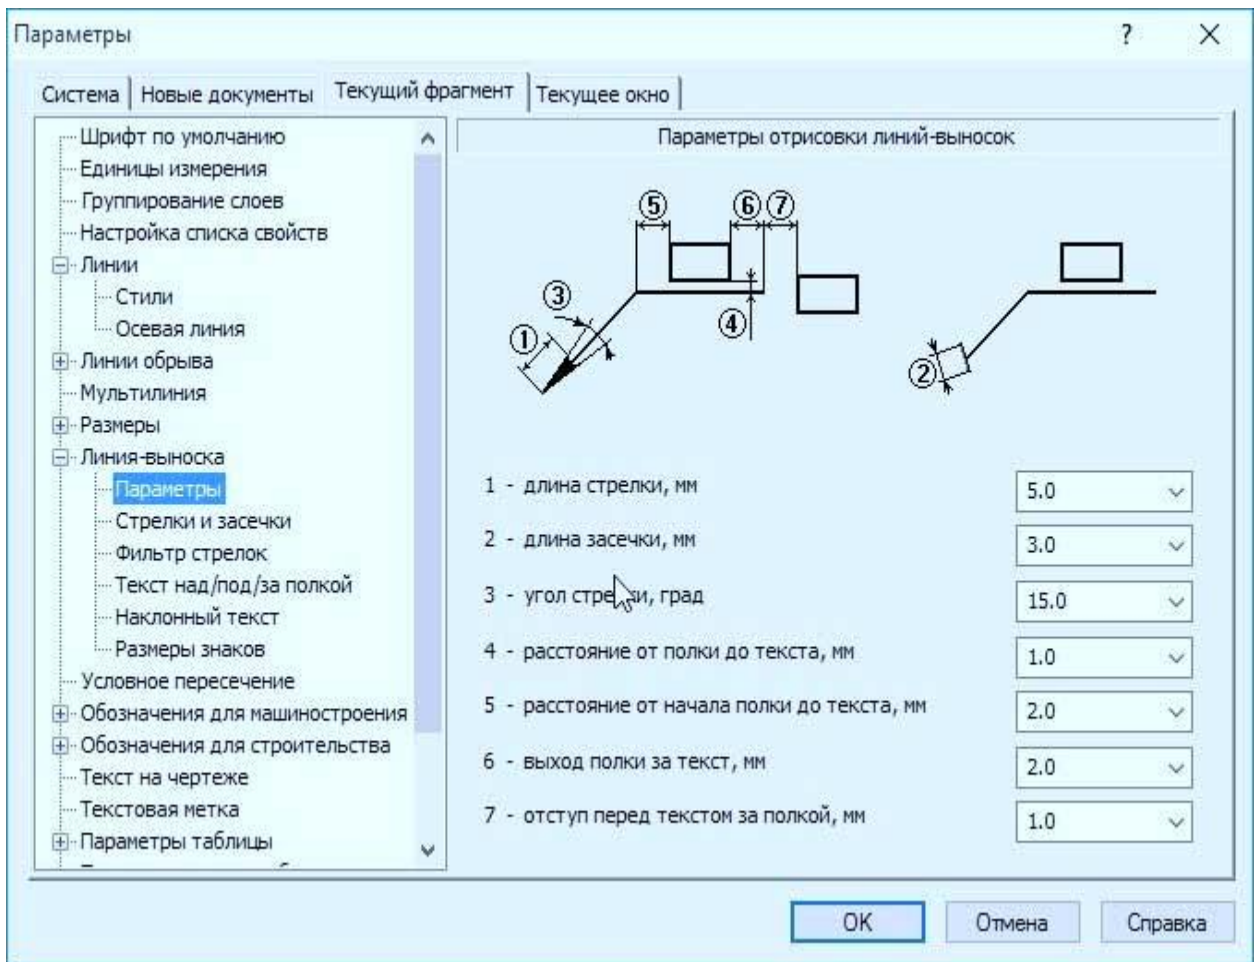 Параметры
?
Система
Новые документы
Текущий фрагмент
Текущее окно
Шрифт по умолчанию
Единицы измерения
Группирование слоев
Настройка списка свойств
Линии
Стили
Осевая линия
Линии обрыва
Мультилиния
Размеры
Линия-выноска
Параметры
Стрелки и засечки
Фильтр стрелок
Текст над/под/за полкой
Наклонный текст
Размеры знаков
Условное пересечение
Обозначения для машиностроения
Обозначения для строительства
Текст на чертеже
Текстовая метка
Параметры таблицы
Параметры отрисовки линий-выносок
5 6 7
3
4
1
2
1 - длина стрелки, мм 5.0
2 - длина засечки, мм 3.0
3 - угол стрелки, град 15.0
4 - расстояние от полки до текста, мм 1.0
5 - расстояние от начала полки до текста, мм 2.0
6 - выход полки за текст, мм 2.0
7 - отступ перед текстом за полкой, мм 1.0
OK
Отмена
Справка